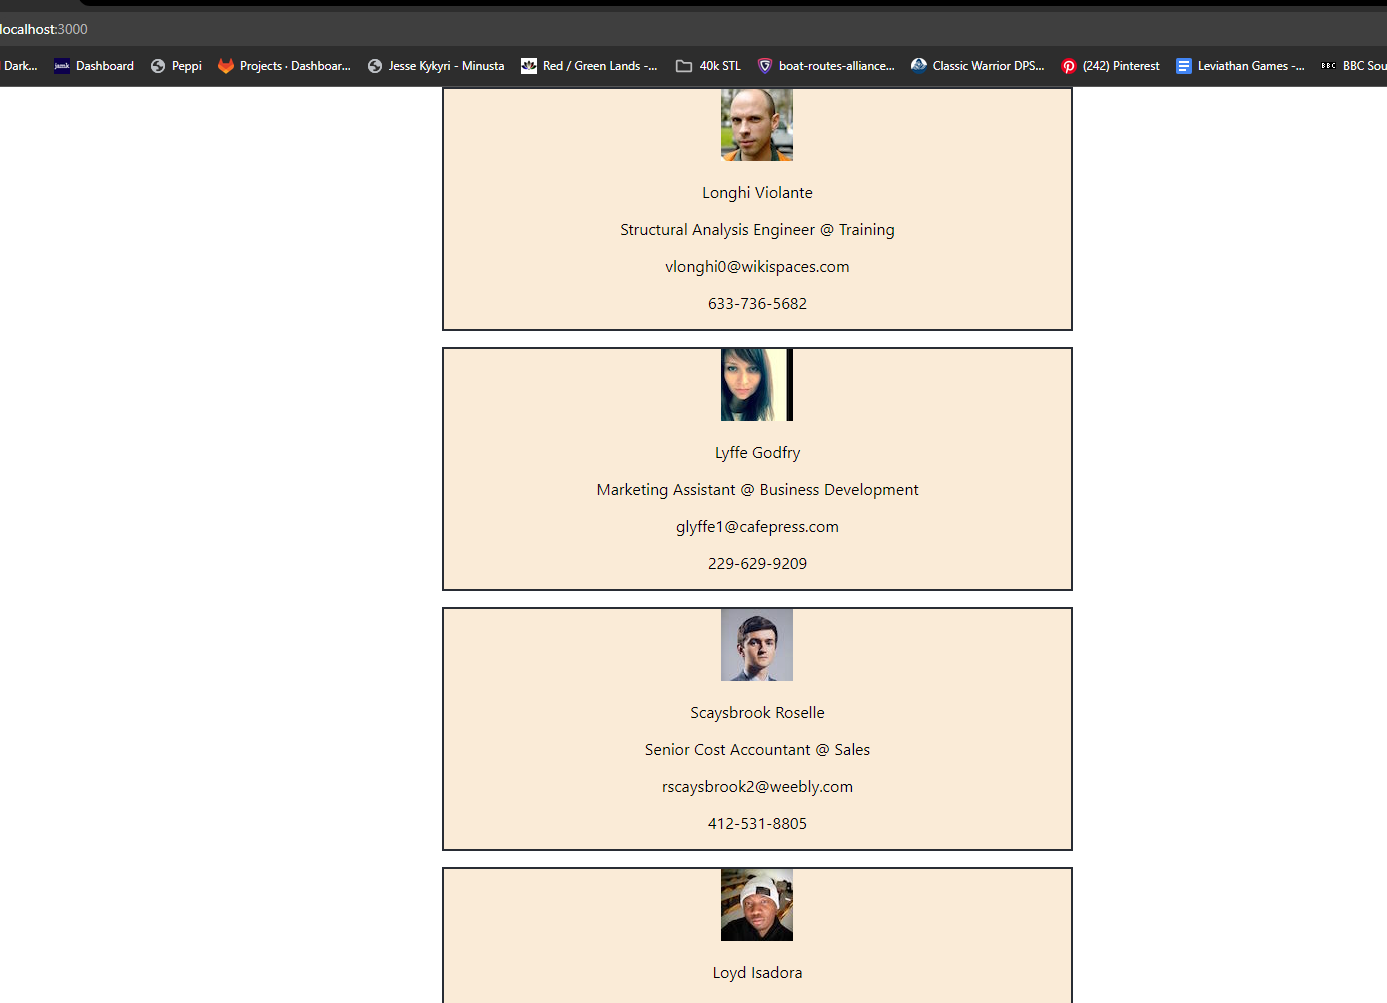 localhost:3000
Dark... Dashboard Peppi Projects · Dashboar... Jesse Kykyri - Minusta Red / Green Lands -... 40k STL boat-routes-alliance... Classic Warrior DPS... (242) Pinterest Leviathan Games -... BBC BBC Sou
Longhi Violante
Structural Analysis Engineer @ Training
vlonghi0@wikispaces.com
633-736-5682
Lyffe Godfry
Marketing Assistant @ Business Development
glyffe1@cafepress.com
229-629-9209
Scaysbrook Roselle
Senior Cost Accountant @ Sales
rscaysbrook2@weebly.com
412-531-8805
Loyd Isadora